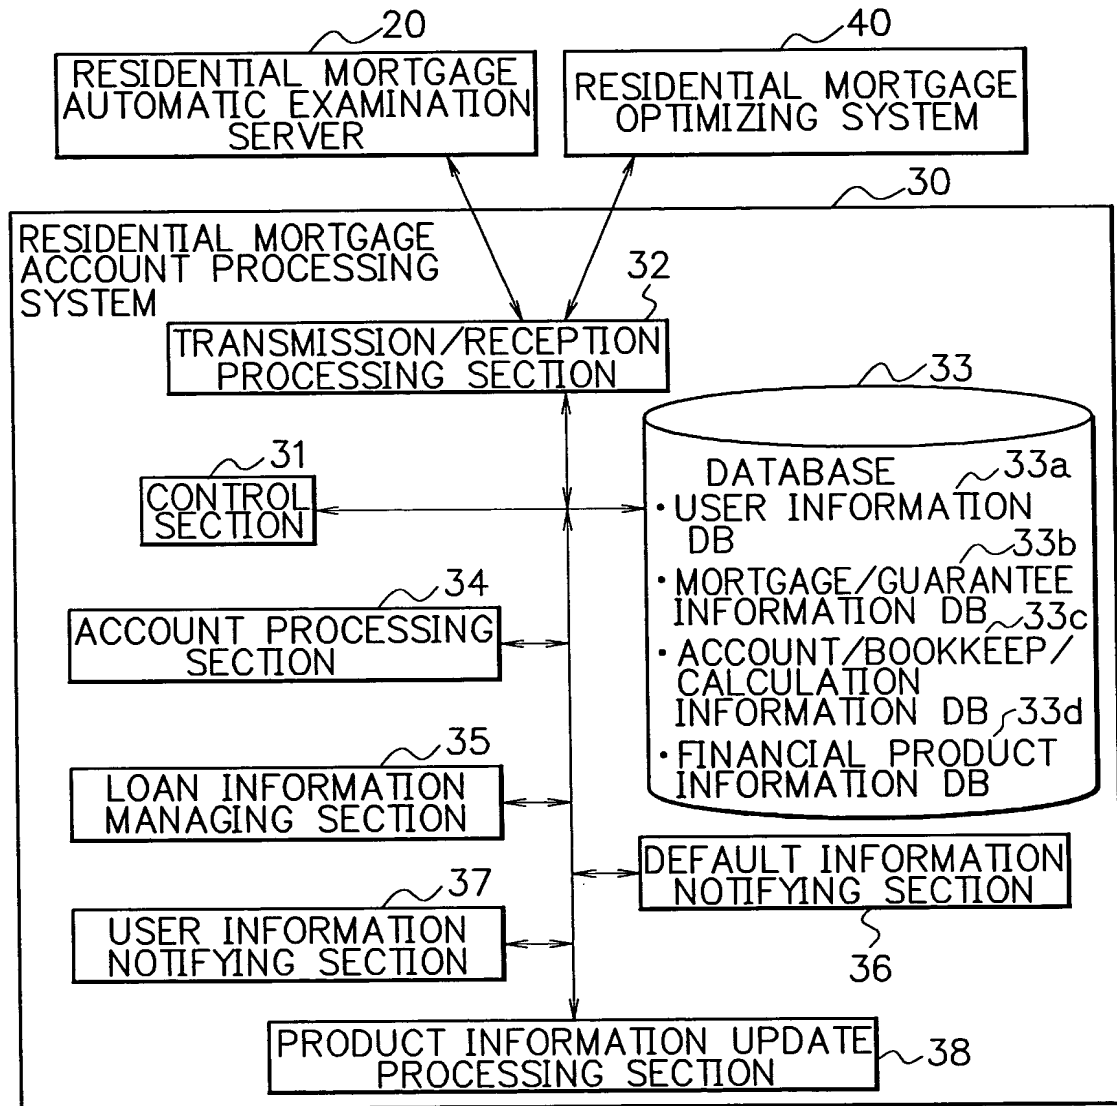 20
40
RESIDENTIAL MORTGAGE
AUTOMATIC EXAMINATION
SERVER
RESIDENTIAL MORTGAGE
OPTIMIZING SYSTEM
30
RESIDENTIAL MORTGAGE
ACCOUNT PROCESSING
SYSTEM
32
TRANSMISSION/RECEPTION
PROCESSING SECTION
33
31
CONTROL
SECTION
DATABASE
33a
・USER INFORMATION
DB
33b
・MORTGAGE/GUARANTEE
INFORMATION DB
33c
・ACCOUNT/BOOKKEEP/
CALCULATION
INFORMATION DB
33d
・FINANCIAL PRODUCT
INFORMATION DB
34
ACCOUNT PROCESSING
SECTION
35
LOAN INFORMATION
MANAGING SECTION
DEFAULT INFORMATION
NOTIFYING SECTION
36
37
USER INFORMATION
NOTIFYING SECTION
PRODUCT INFORMATION UPDATE
PROCESSING SECTION
38